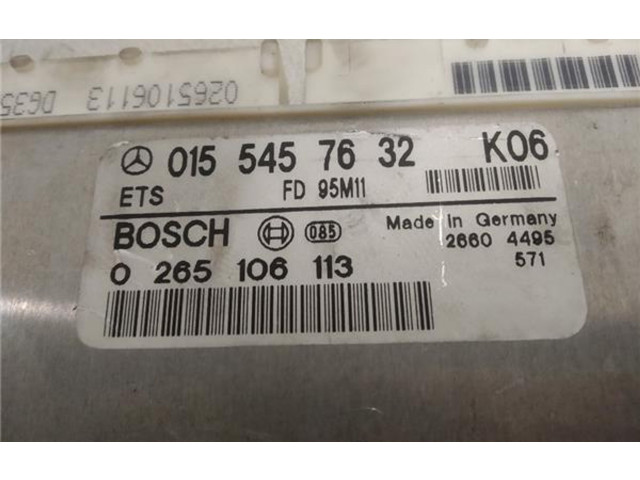 0265106113 DG35
015 545 76 32 K06
ETS FD 95M11
BOSCH 085 Made in Germany
0 265 106 113 2660 4495
571